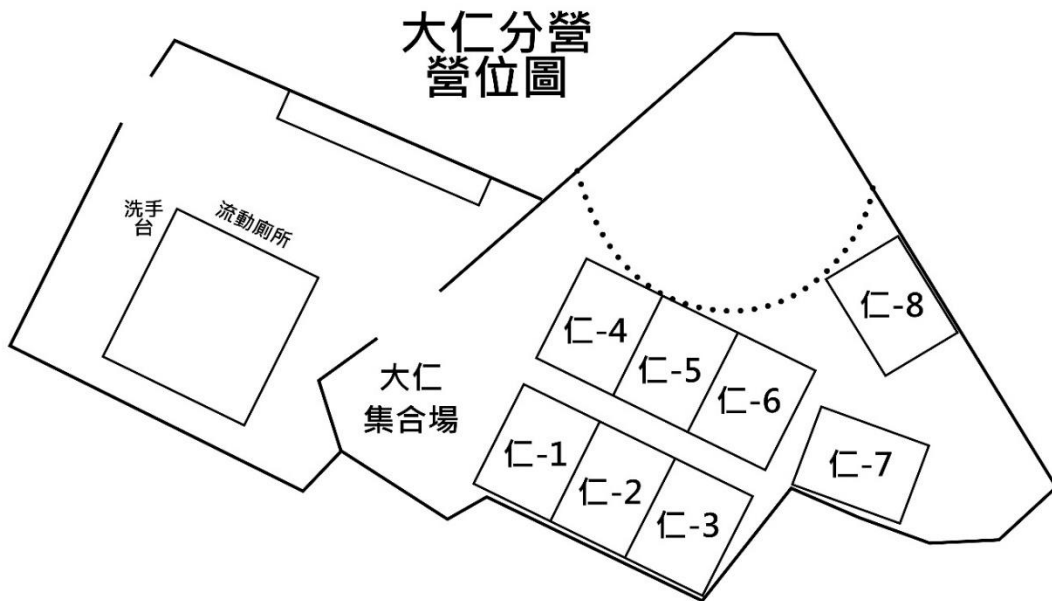 大仁分營
營位圖
洗手
台
流動廁所
大仁
集合場
仁-4
仁-5
仁-6
仁-8
仁-1
仁-2
仁-3
仁-7